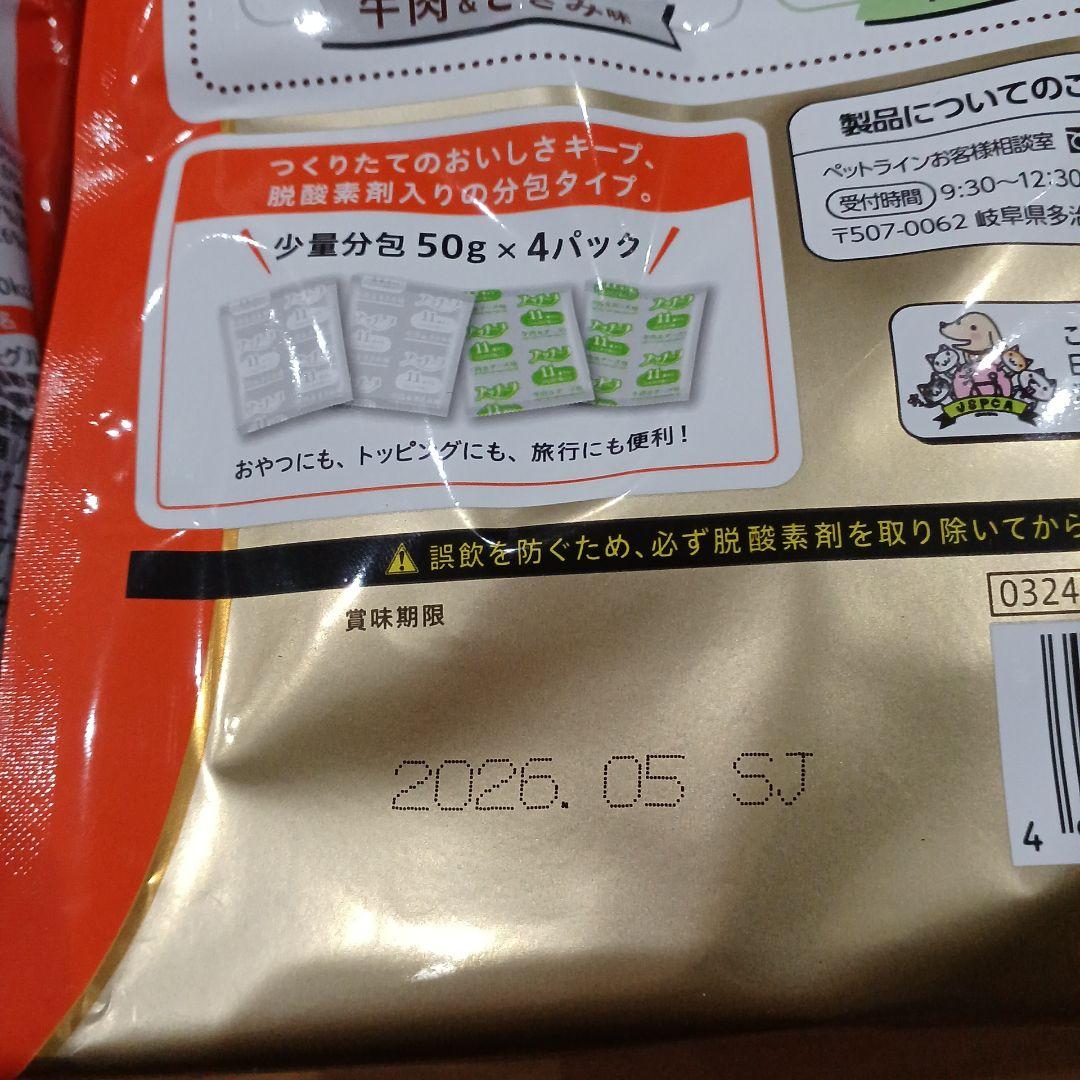 牛肉&ささみ味
製品についてのご
ペットラインお客様相談室
受付時間 9:30~12:30
〒507-0062 岐阜県多治
つくりたてのおいしさキープ、
脱酸素剤入りの分包タイプ。
少量分包 50g × 4パック
おやつにも、トッピングにも、旅行にも便利!
JSPCA
⚠ 誤飲を防ぐため、必ず脱酸素剤を取り除いてから
0324
賞味期限
2026. 05 SJ
4